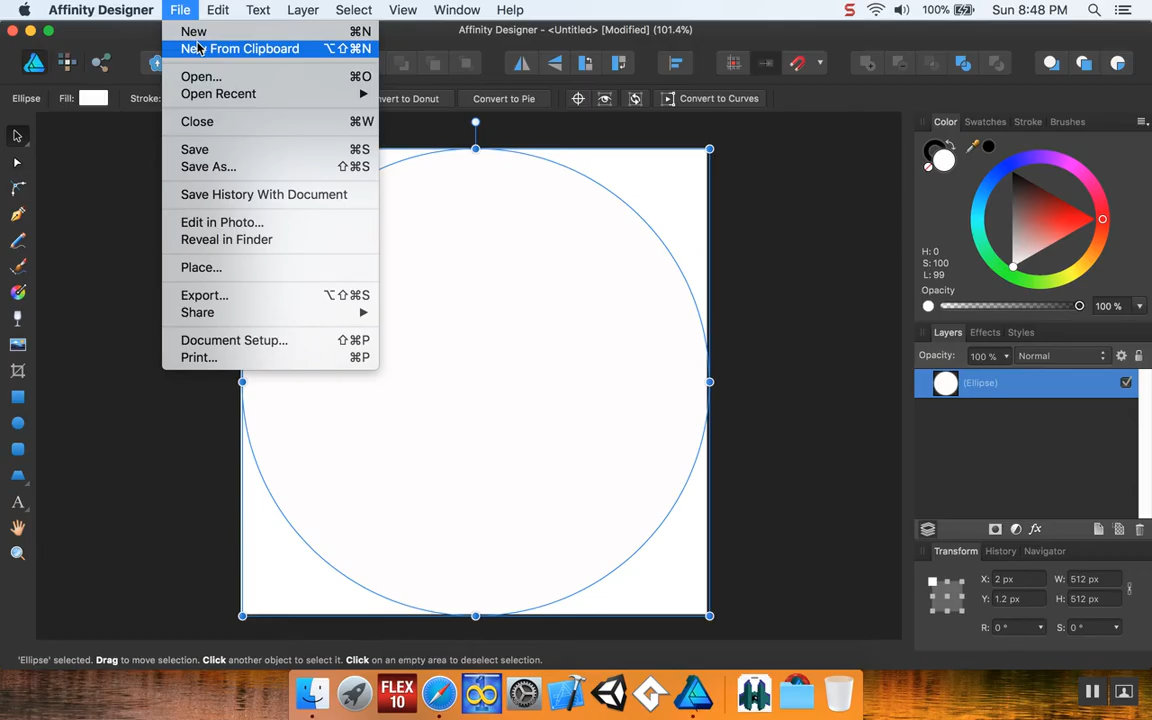 Affinity Designer File Edit Text Layer Select View Window Help 100% Sun 8:48 PM
Affinity Designer - <Untitled> [Modified] (101.4%)
Ellipse Fill: Stroke: vert to Donut Convert to Pie Convert to Curves
New ⌘N
New From Clipboard ⌥⇧⌘N
Open... ⌘O
Open Recent
Close ⌘W
Save ⌘S
Save As... ⇧⌘S
Save History With Document
Edit in Photo...
Reveal in Finder
Place...
Export... ⌥⇧⌘S
Share
Document Setup... ⇧⌘P
Print... ⌘P
Color Swatches Stroke Brushes
H: 0
S: 100
L: 99
Opacity
100 %
Layers Effects Styles
Opacity: 100 % Normal
(Ellipse)
Transform History Navigator
X: 2 px W: 512 px
Y: 1.2 px H: 512 px
R: 0 ° S: 0 °
'Ellipse' selected. Drag to move selection. Click another object to select it. Click on an empty area to deselect selection.
FLEX
10